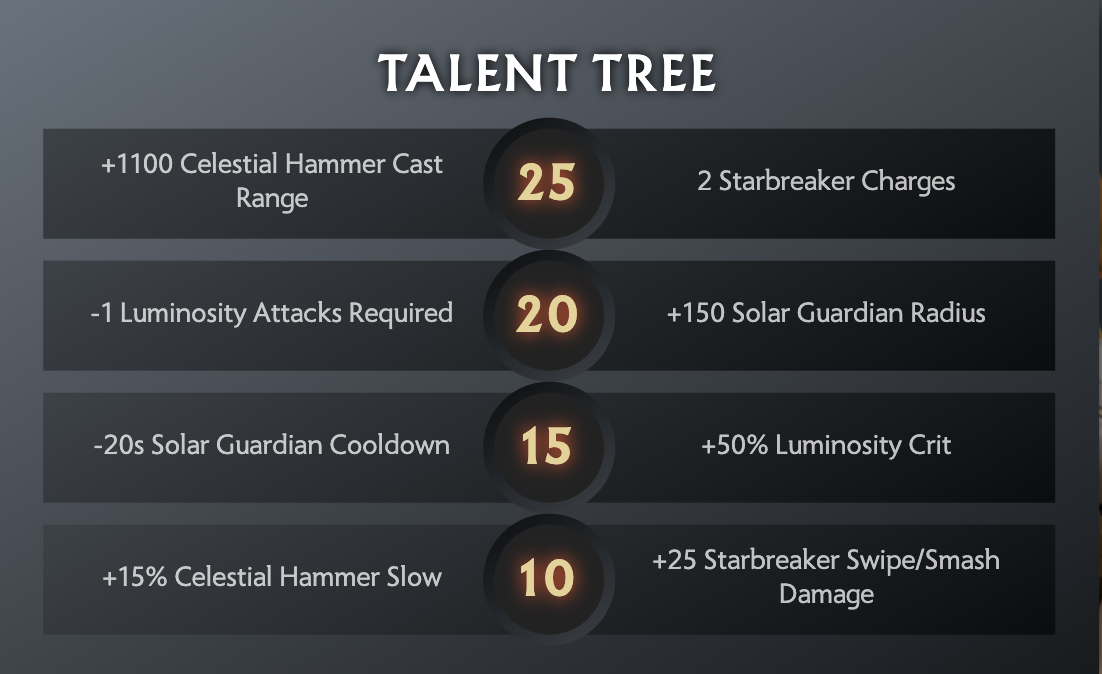 TALENT TREE
+1100 Celestial Hammer Cast
Range
25
2 Starbreaker Charges
-1 Luminosity Attacks Required
20
+150 Solar Guardian Radius
-20s Solar Guardian Cooldown
15
+50% Luminosity Crit
+15% Celestial Hammer Slow
10
+25 Starbreaker Swipe/Smash
Damage